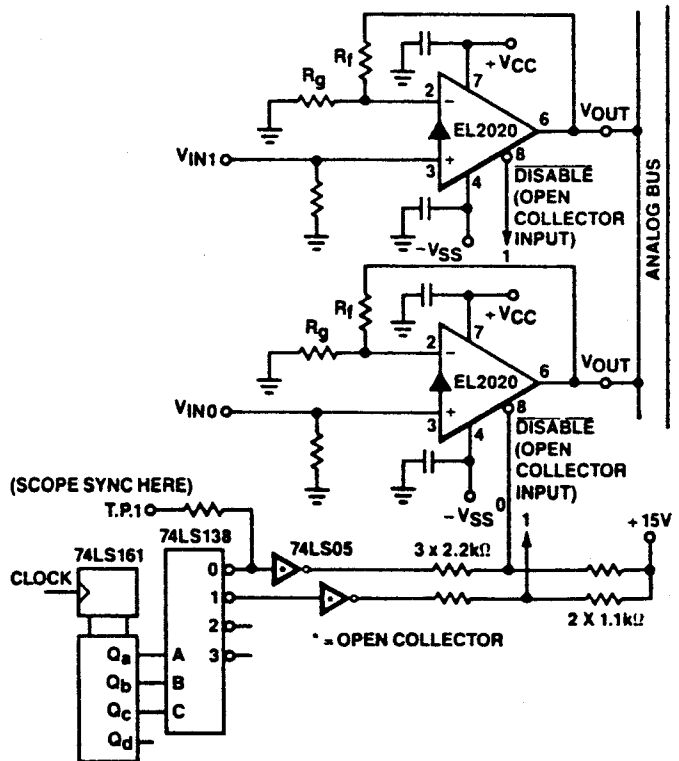 Rf
Rg
+VCC
7
2
−
EL2020
6
VOUT
VIN1
+
3
4
8
DISABLE
(OPEN
COLLECTOR
INPUT)
−VSS
1
ANALOG BUS
Rf
Rg
+VCC
7
2
−
EL2020
6
VOUT
VIN0
+
3
4
8
DISABLE
(OPEN
COLLECTOR
INPUT)
−VSS
0
(SCOPE SYNC HERE)
T.P.1
74LS138
74LS05
3 x 2.2kΩ
1
+15V
74LS161
CLOCK
0
1
2
3
2 X 1.1kΩ
* = OPEN COLLECTOR
Qa
A
Qb
B
Qc
C
Qd